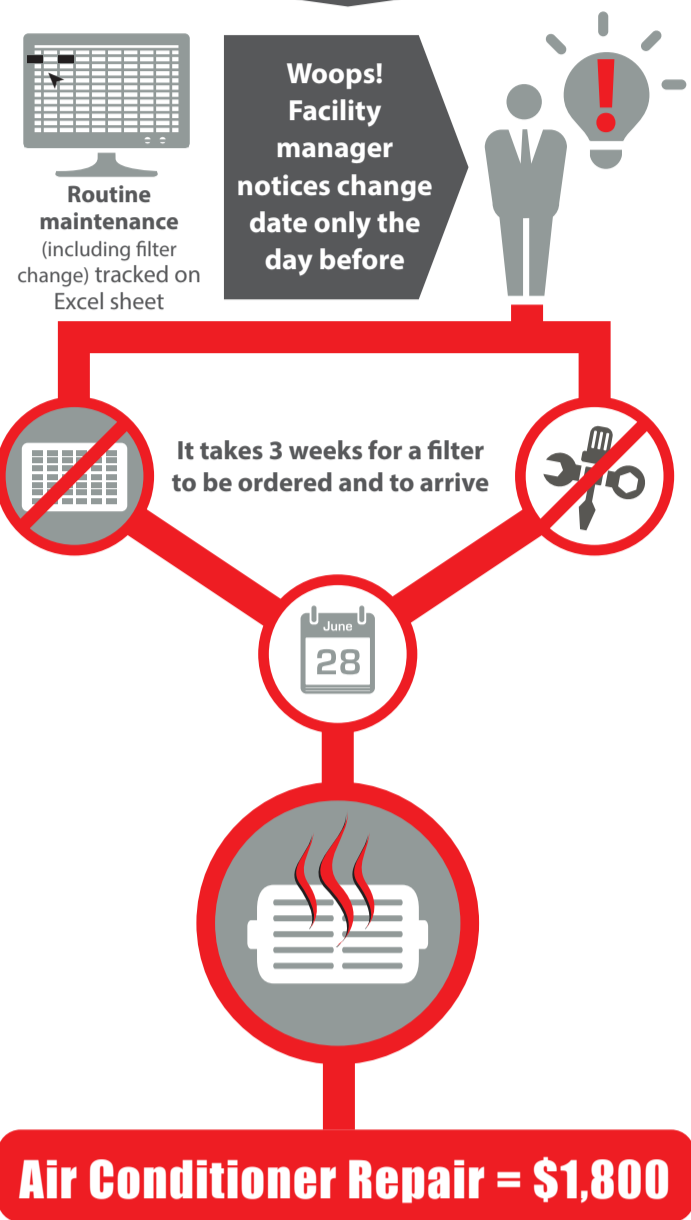 Routine
maintenance
(including filter
change) tracked on
Excel sheet
Woops!
Facility
manager
notices change
date only the
day before
!
It takes 3 weeks for a filter
to be ordered and to arrive
June
28
Air Conditioner Repair = $1,800